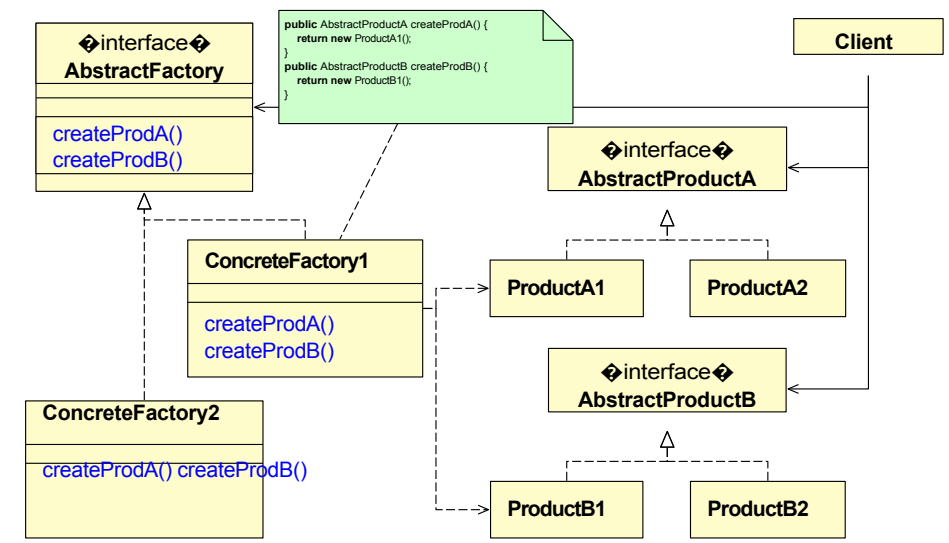 �interface�
AbstractFactory
createProdA()
createProdB()
public AbstractProductA createProdA() {
return new ProductA1();
}
public AbstractProductB createProdB() {
return new ProductB1();
}
Client
�interface�
AbstractProductA
ConcreteFactory1
createProdA()
createProdB()
ProductA1
ProductA2
�interface�
AbstractProductB
ConcreteFactory2
createProdA() createProdB()
ProductB1
ProductB2